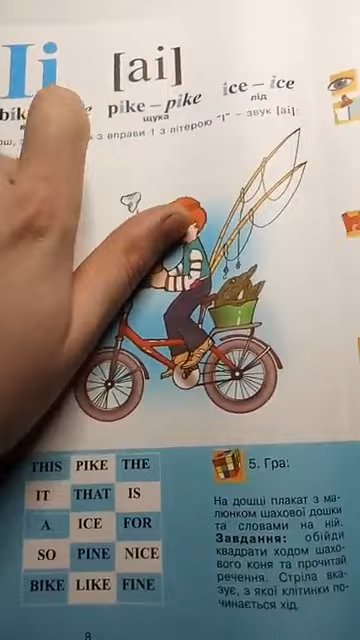 Ii [ai]
pike – pike ice – ice
щука лід
з вправи 1 з літерою "І" – звук [ai]:
THIS PIKE THE
IT THAT IS
A ICE FOR
SO PINE NICE
BIKE LIKE FINE
5. Гра:
На дошці плакат з ма-
люнком шахової дошки
та словами на ній.
Завдання: обійди
квадрати ходом шахо-
вого коня та прочитай
речення. Стріла вка-
зує, з якої клітинки по-
чинається хід.
8